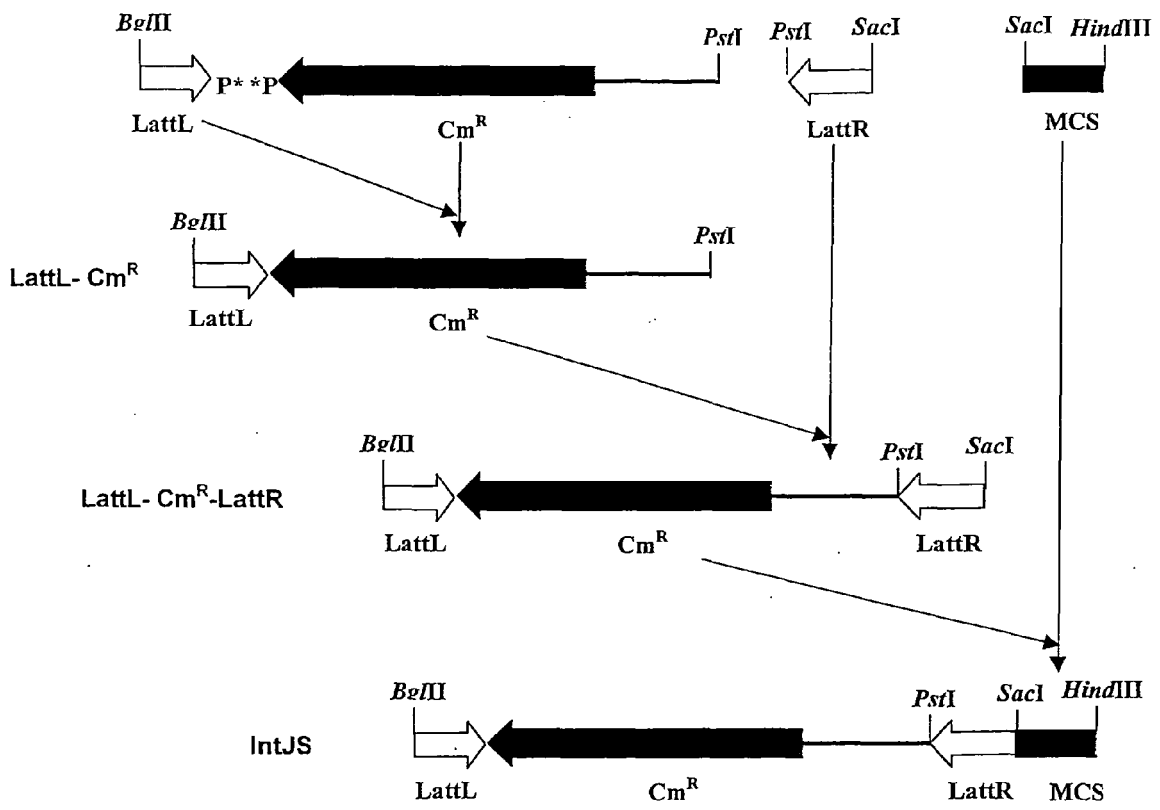 BglII PstI PstI SacI SacI HindIII
P* *P
LattL CmR LattR MCS
BglII PstI
LattL- CmR
LattL CmR
BglII PstI SacI
LattL- CmR-LattR
LattL CmR LattR
BglII PstI SacI HindIII
IntJS
LattL CmR LattR MCS